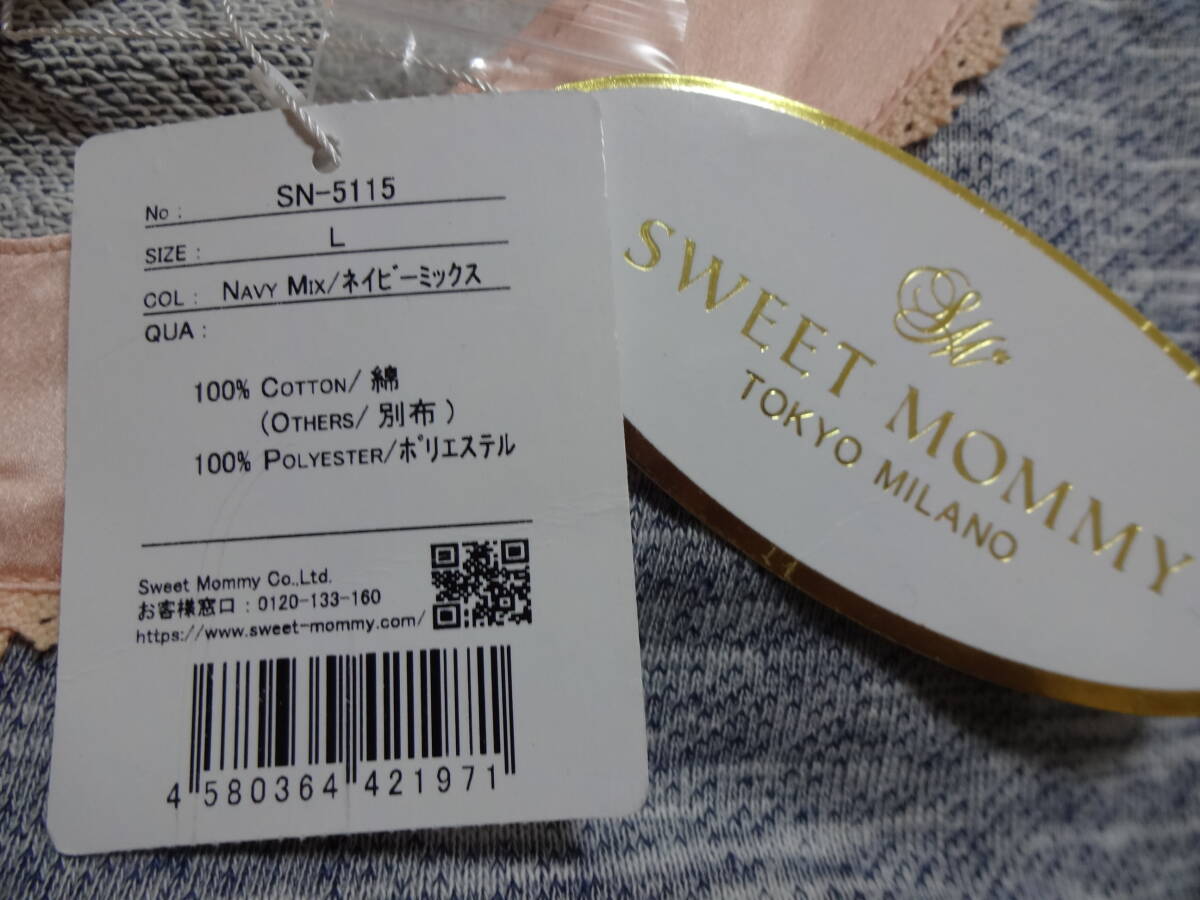 No : SN-5115
SIZE : L
COL : NAVY MIX/ネイビーミックス
QUA :
100% COTTON/ 綿
(OTHERS/ 別布)
100% POLYESTER/ポリエステル
Sweet Mommy Co.,Ltd.
お客様窓口 : 0120-133-160
https://www.sweet-mommy.com/
4 580364 421971
SM
SWEET MOMMY
TOKYO MILANO